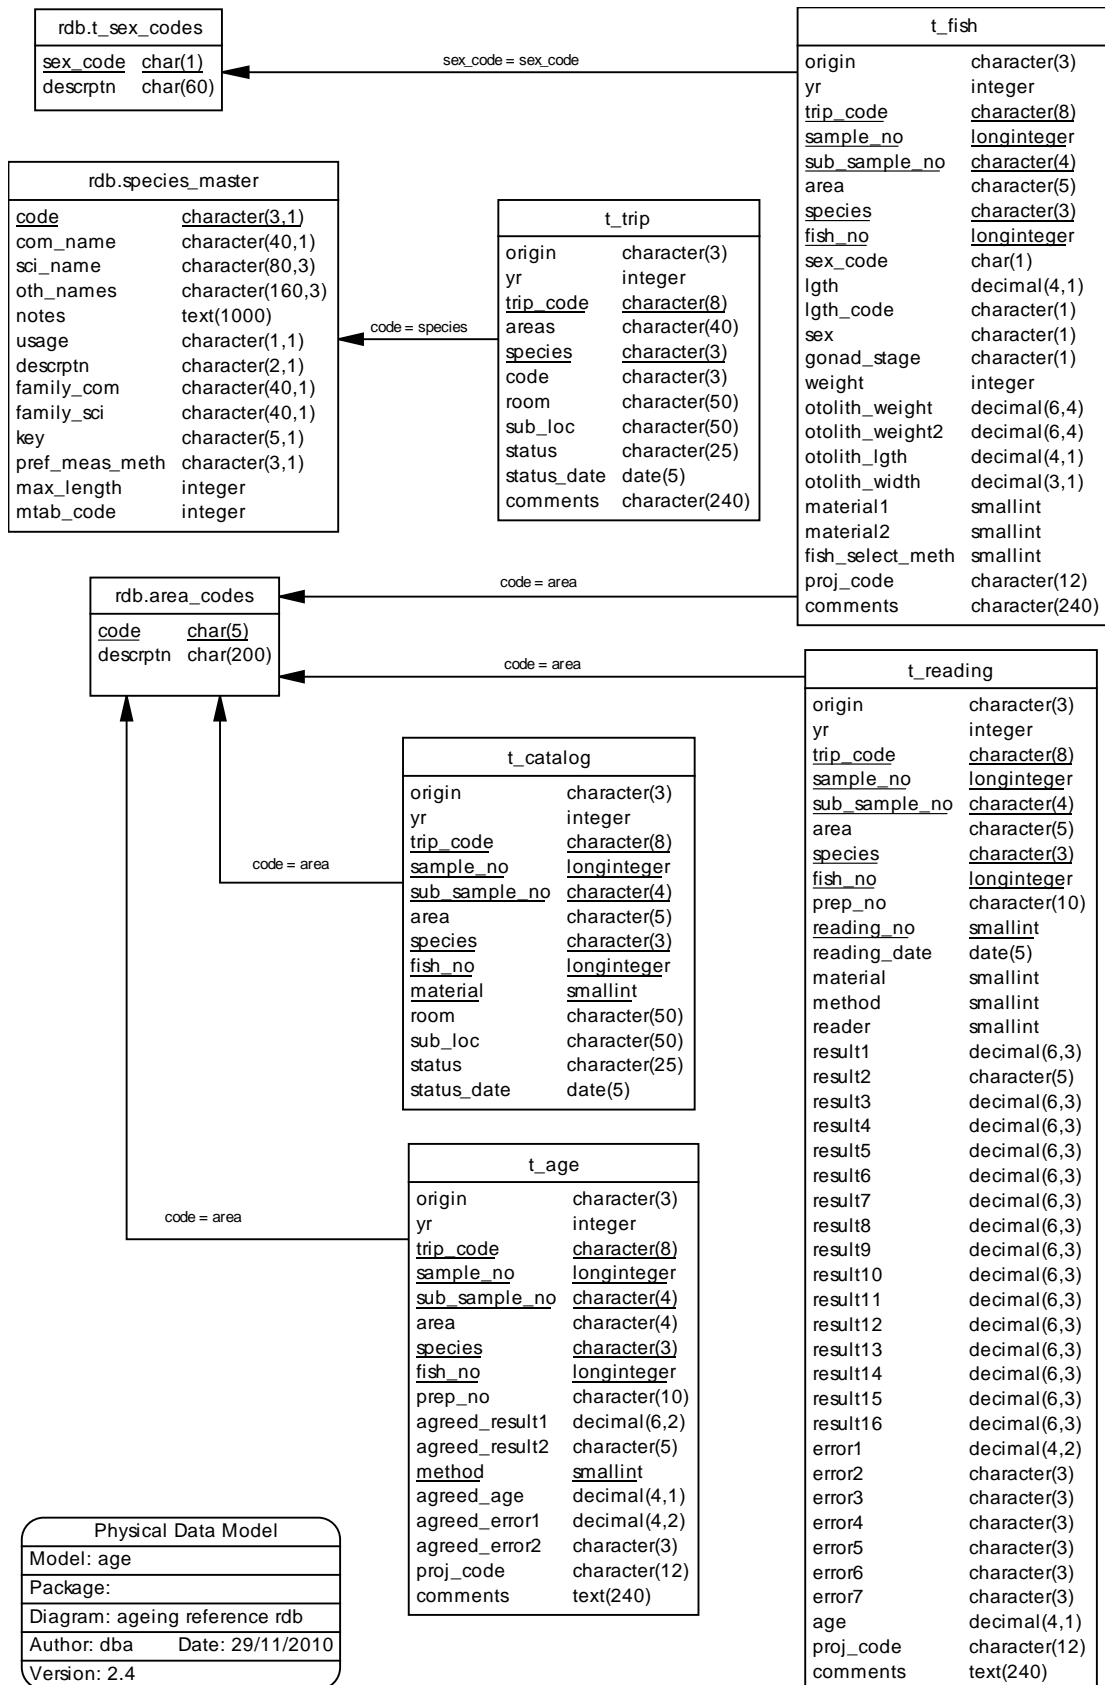 rdb.t_sex_codes
sex_code char(1)
descrptn char(60)
sex_code = sex_code
t_fish
origin character(3)
yr integer
trip_code character(8)
sample_no longinteger
sub_sample_no character(4)
area character(5)
species character(3)
fish_no longinteger
sex_code char(1)
lgth decimal(4,1)
lgth_code character(1)
sex character(1)
gonad_stage character(1)
weight integer
otolith_weight decimal(6,4)
otolith_weight2 decimal(6,4)
otolith_lgth decimal(4,1)
otolith_width decimal(3,1)
material1 smallint
material2 smallint
fish_select_meth smallint
proj_code character(12)
comments character(240)
rdb.species_master
code character(3,1)
com_name character(40,1)
sci_name character(80,3)
oth_names character(160,3)
notes text(1000)
usage character(1,1)
descrptn character(2,1)
family_com character(40,1)
family_sci character(40,1)
key character(5,1)
pref_meas_meth character(3,1)
max_length integer
mtab_code integer
code = species
t_trip
origin character(3)
yr integer
trip_code character(8)
areas character(40)
species character(3)
code character(3)
room character(50)
sub_loc character(50)
status character(25)
status_date date(5)
comments character(240)
rdb.area_codes
code char(5)
descrptn char(200)
code = area
code = area
t_reading
origin character(3)
yr integer
trip_code character(8)
sample_no longinteger
sub_sample_no character(4)
area character(5)
species character(3)
fish_no longinteger
prep_no character(10)
reading_no smallint
reading_date date(5)
material smallint
method smallint
reader smallint
result1 decimal(6,3)
result2 character(5)
result3 decimal(6,3)
result4 decimal(6,3)
result5 decimal(6,3)
result6 decimal(6,3)
result7 decimal(6,3)
result8 decimal(6,3)
result9 decimal(6,3)
result10 decimal(6,3)
result11 decimal(6,3)
result12 decimal(6,3)
result13 decimal(6,3)
result14 decimal(6,3)
result15 decimal(6,3)
result16 decimal(6,3)
error1 decimal(4,2)
error2 character(3)
error3 character(3)
error4 character(3)
error5 character(3)
error6 character(3)
error7 character(3)
age decimal(4,1)
proj_code character(12)
comments text(240)
t_catalog
origin character(3)
yr integer
trip_code character(8)
sample_no longinteger
sub_sample_no character(4)
area character(5)
species character(3)
fish_no longinteger
material smallint
room character(50)
sub_loc character(50)
status character(25)
status_date date(5)
code = area
t_age
origin character(3)
yr integer
trip_code character(8)
sample_no longinteger
sub_sample_no character(4)
area character(4)
species character(3)
fish_no longinteger
prep_no character(10)
agreed_result1 decimal(6,2)
agreed_result2 character(5)
method smallint
agreed_age decimal(4,1)
agreed_error1 decimal(4,2)
agreed_error2 character(3)
proj_code character(12)
comments text(240)
code = area
Physical Data Model
Model: age
Package:
Diagram: ageing reference rdb
Author: dba Date: 29/11/2010
Version: 2.4